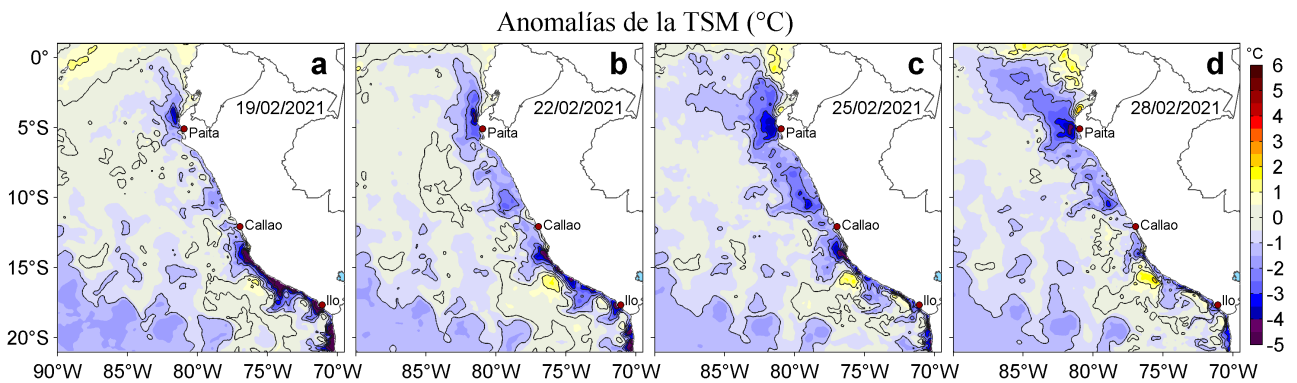 Anomalías de la TSM (°C)
a
19/02/2021
Paita
Callao
Ilo
b
22/02/2021
Paita
Callao
Ilo
c
25/02/2021
Paita
Callao
Ilo
d
28/02/2021
Paita
Callao
Ilo
0°
5°S
10°S
15°S
20°S
90°W 85°W 80°W 75°W 70°W
85°W 80°W 75°W 70°W
85°W 80°W 75°W 70°W
85°W 80°W 75°W 70°W
°C
6
5
4
3
2
1
0
-1
-2
-3
-4
-5